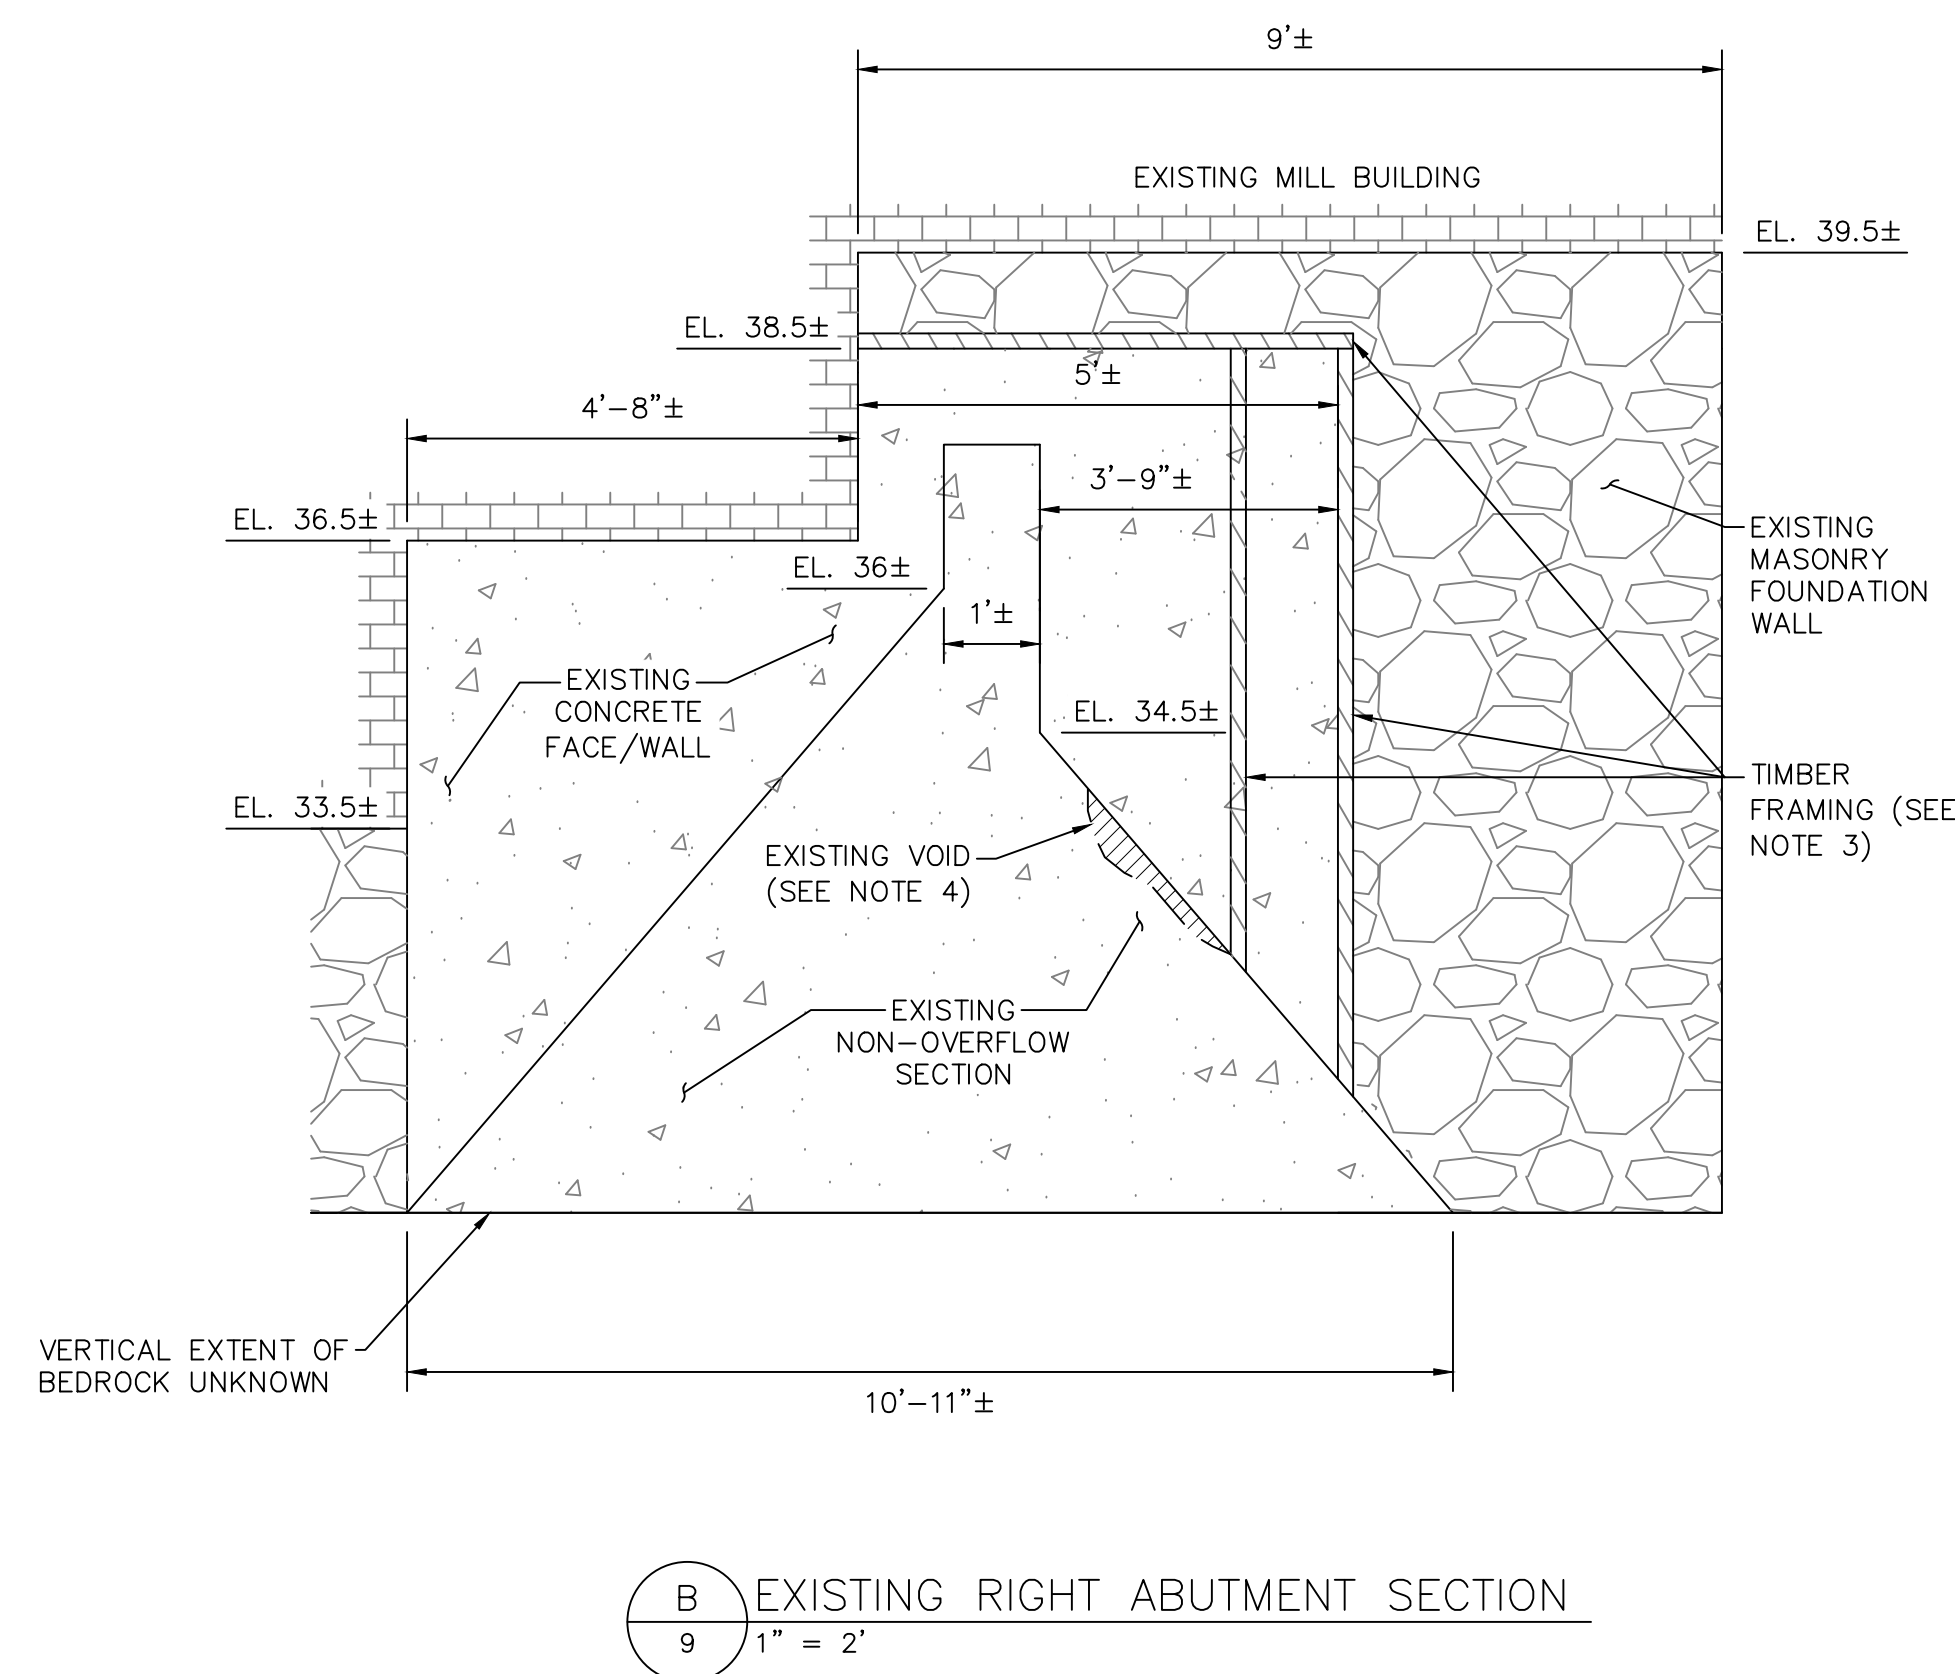 9'±
EXISTING MILL BUILDING
EL. 39.5±
EL. 38.5±
5'±
4'-8"±
3'-9"±
EL. 36.5±
EXISTING
MASONRY
FOUNDATION
WALL
EL. 36±
1'±
EXISTING
CONCRETE
FACE/WALL
EL. 34.5±
TIMBER
FRAMING (SEE
NOTE 3)
EL. 33.5±
EXISTING VOID
(SEE NOTE 4)
EXISTING
NON-OVERFLOW
SECTION
VERTICAL EXTENT OF
BEDROCK UNKNOWN
10'-11"±
B
9
EXISTING RIGHT ABUTMENT SECTION
1" = 2'